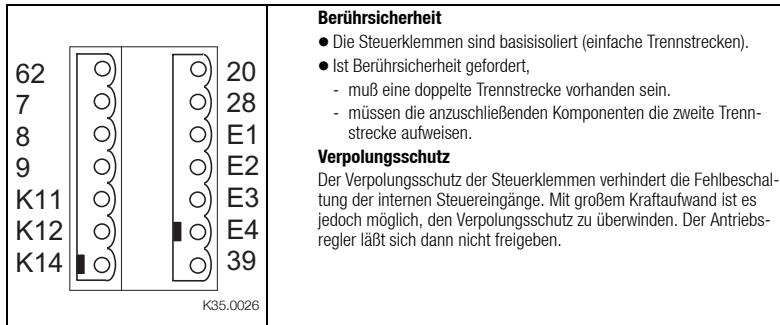 62
7
8
9
K11
K12
K14
20
28
E1
E2
E3
E4
39
K35.0026
Berührsicherheit
● Die Steuerklemmen sind basisisoliert (einfache Trennstrecken).
● Ist Berührsicherheit gefordert,
- muß eine doppelte Trennstrecke vorhanden sein.
- müssen die anzuschließenden Komponenten die zweite Trenn-
strecke aufweisen.
Verpolungsschutz
Der Verpolungsschutz der Steuerklemmen verhindert die Fehlbeschal-
tung der internen Steuereingänge. Mit großem Kraftaufwand ist es
jedoch möglich, den Verpolungsschutz zu überwinden. Der Antriebs-
regler läßt sich dann nicht freigeben.